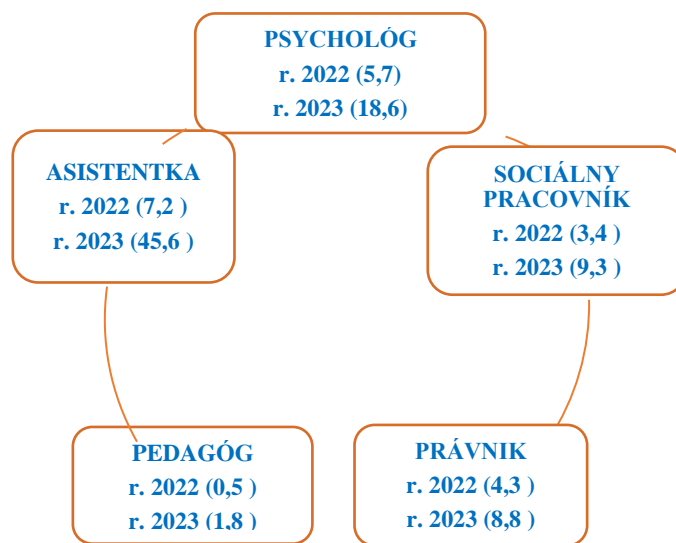 PSYCHOLÓG
r. 2022 (5,7)
r. 2023 (18,6)
ASISTENTKA
r. 2022 (7,2 )
r. 2023 (45,6 )
SOCIÁLNY
PRACOVNÍK
r. 2022 (3,4 )
r. 2023 (9,3 )
PEDAGÓG
r. 2022 (0,5 )
r. 2023 (1,8 )
PRÁVNIK
r. 2022 (4,3 )
r. 2023 (8,8 )